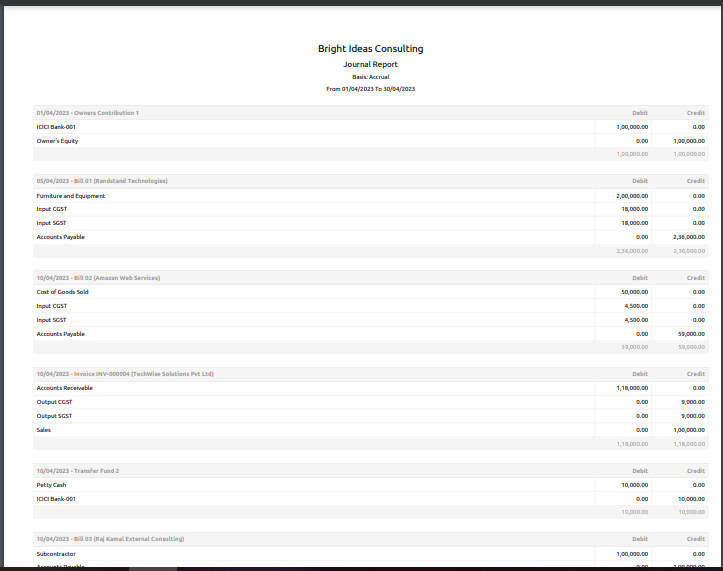 Bright Ideas Consulting
Journal Report
Basis: Accrual
From 01/04/2023 To 30/04/2023
01/04/2023 - Owners Contribution 1 Debit Credit
ICICI Bank-001 1,00,000.00 0.00
Owner's Equity 0.00 1,00,000.00
1,00,000.00 1,00,000.00
05/04/2023 - Bill 01 (Randstand Technologies) Debit Credit
Furniture and Equipment 2,00,000.00 0.00
Input CGST 18,000.00 0.00
Input SGST 18,000.00 0.00
Accounts Payable 0.00 2,36,000.00
2,36,000.00 2,36,000.00
10/04/2023 - Bill 02 (Amazan Web Services) Debit Credit
Cost of Goods Sold 50,000.00 0.00
Input CGST 4,500.00 0.00
Input SGST 4,500.00 0.00
Accounts Payable 0.00 59,000.00
59,000.00 59,000.00
10/04/2023 - Invoice INV-000004 (TechWise Solutions Pvt Ltd) Debit Credit
Accounts Receivable 1,18,000.00 0.00
Output CGST 0.00 9,000.00
Output SGST 0.00 9,000.00
Sales 0.00 1,00,000.00
1,18,000.00 1,18,000.00
10/04/2023 - Transfer Fund 2 Debit Credit
Petty Cash 10,000.00 0.00
ICICI Bank-001 0.00 10,000.00
10,000.00 10,000.00
10/04/2023 - Bill 03 (Raj Kamal External Consulting) Debit Credit
Subcontractor 1,00,000.00 0.00
Accounts Payable 0.00 1,00,000.00